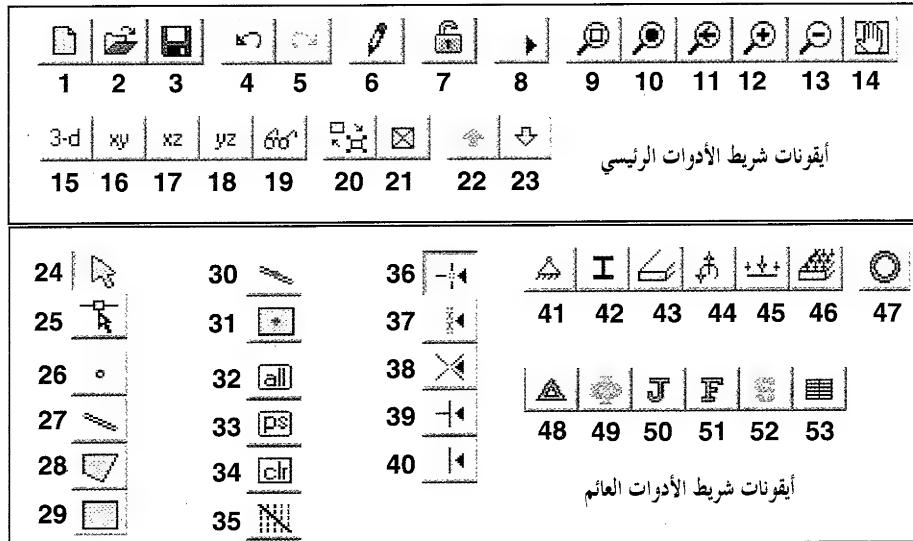 1 2 3 4 5 6 7 8 9 10 11 12 13 14
3-d xy xz yz
أيقونات شريط الأدوات الرئيسي
15 16 17 18 19 20 21 22 23
24 30 36
25 31 37
41 42 43 44 45 46 47
26 32 all 38
27 33 ps 39
J F S
48 49 50 51 52 53
28 34 clr 40
أيقونات شريط الأدوات العائم
29 35